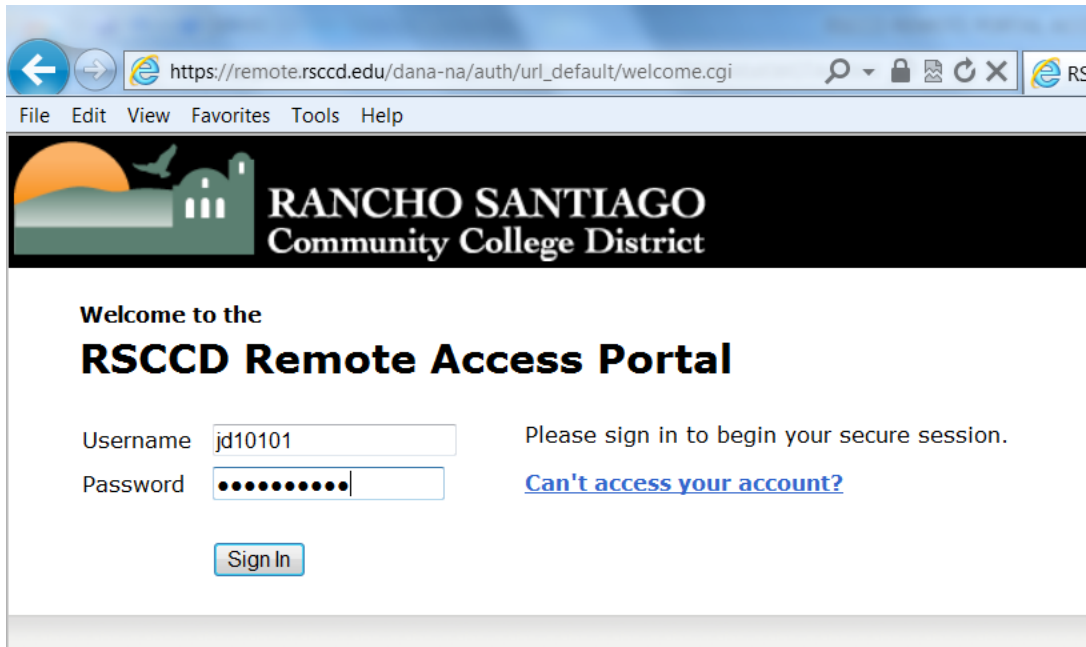 https://remote.rsccd.edu/dana-na/auth/url_default/welcome.cgi RS
File Edit View Favorites Tools Help
RANCHO SANTIAGO
Community College District
Welcome to the
RSCCD Remote Access Portal
Username jd10101 Please sign in to begin your secure session.
Password ●●●●●●●●●● Can't access your account?
Sign In